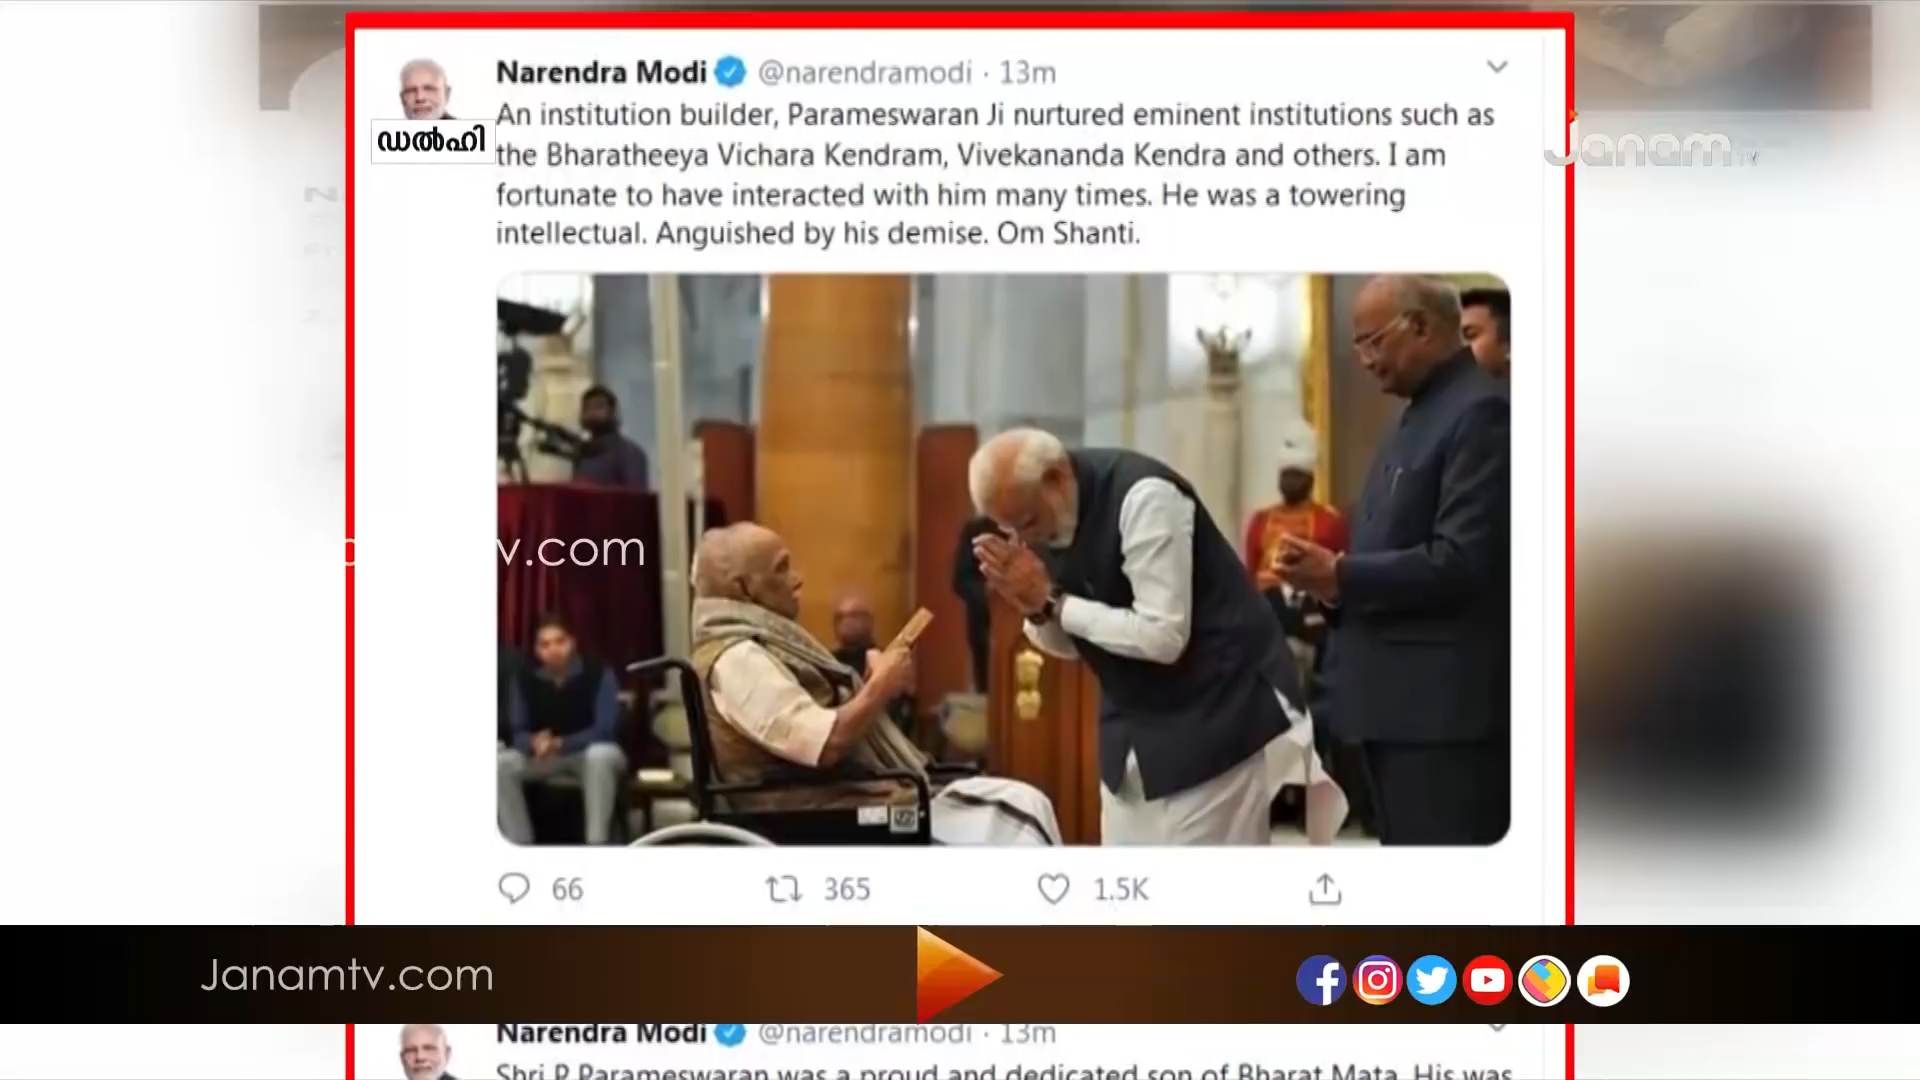 Narendra Modi @narendramodi · 13m
An institution builder, Parameswaran Ji nurtured eminent institutions such as
the Bharatheeya Vichara Kendram, Vivekananda Kendra and others. I am
fortunate to have interacted with him many times. He was a towering
intellectual. Anguished by his demise. Om Shanti.
ഡൽഹി
Janam TV
v.com
66 365 1.5K
Janamtv.com
Narendra Modi @narendramodi · 13m
Shri P Parameswaran was a proud and dedicated son of Bharat Mata. His was